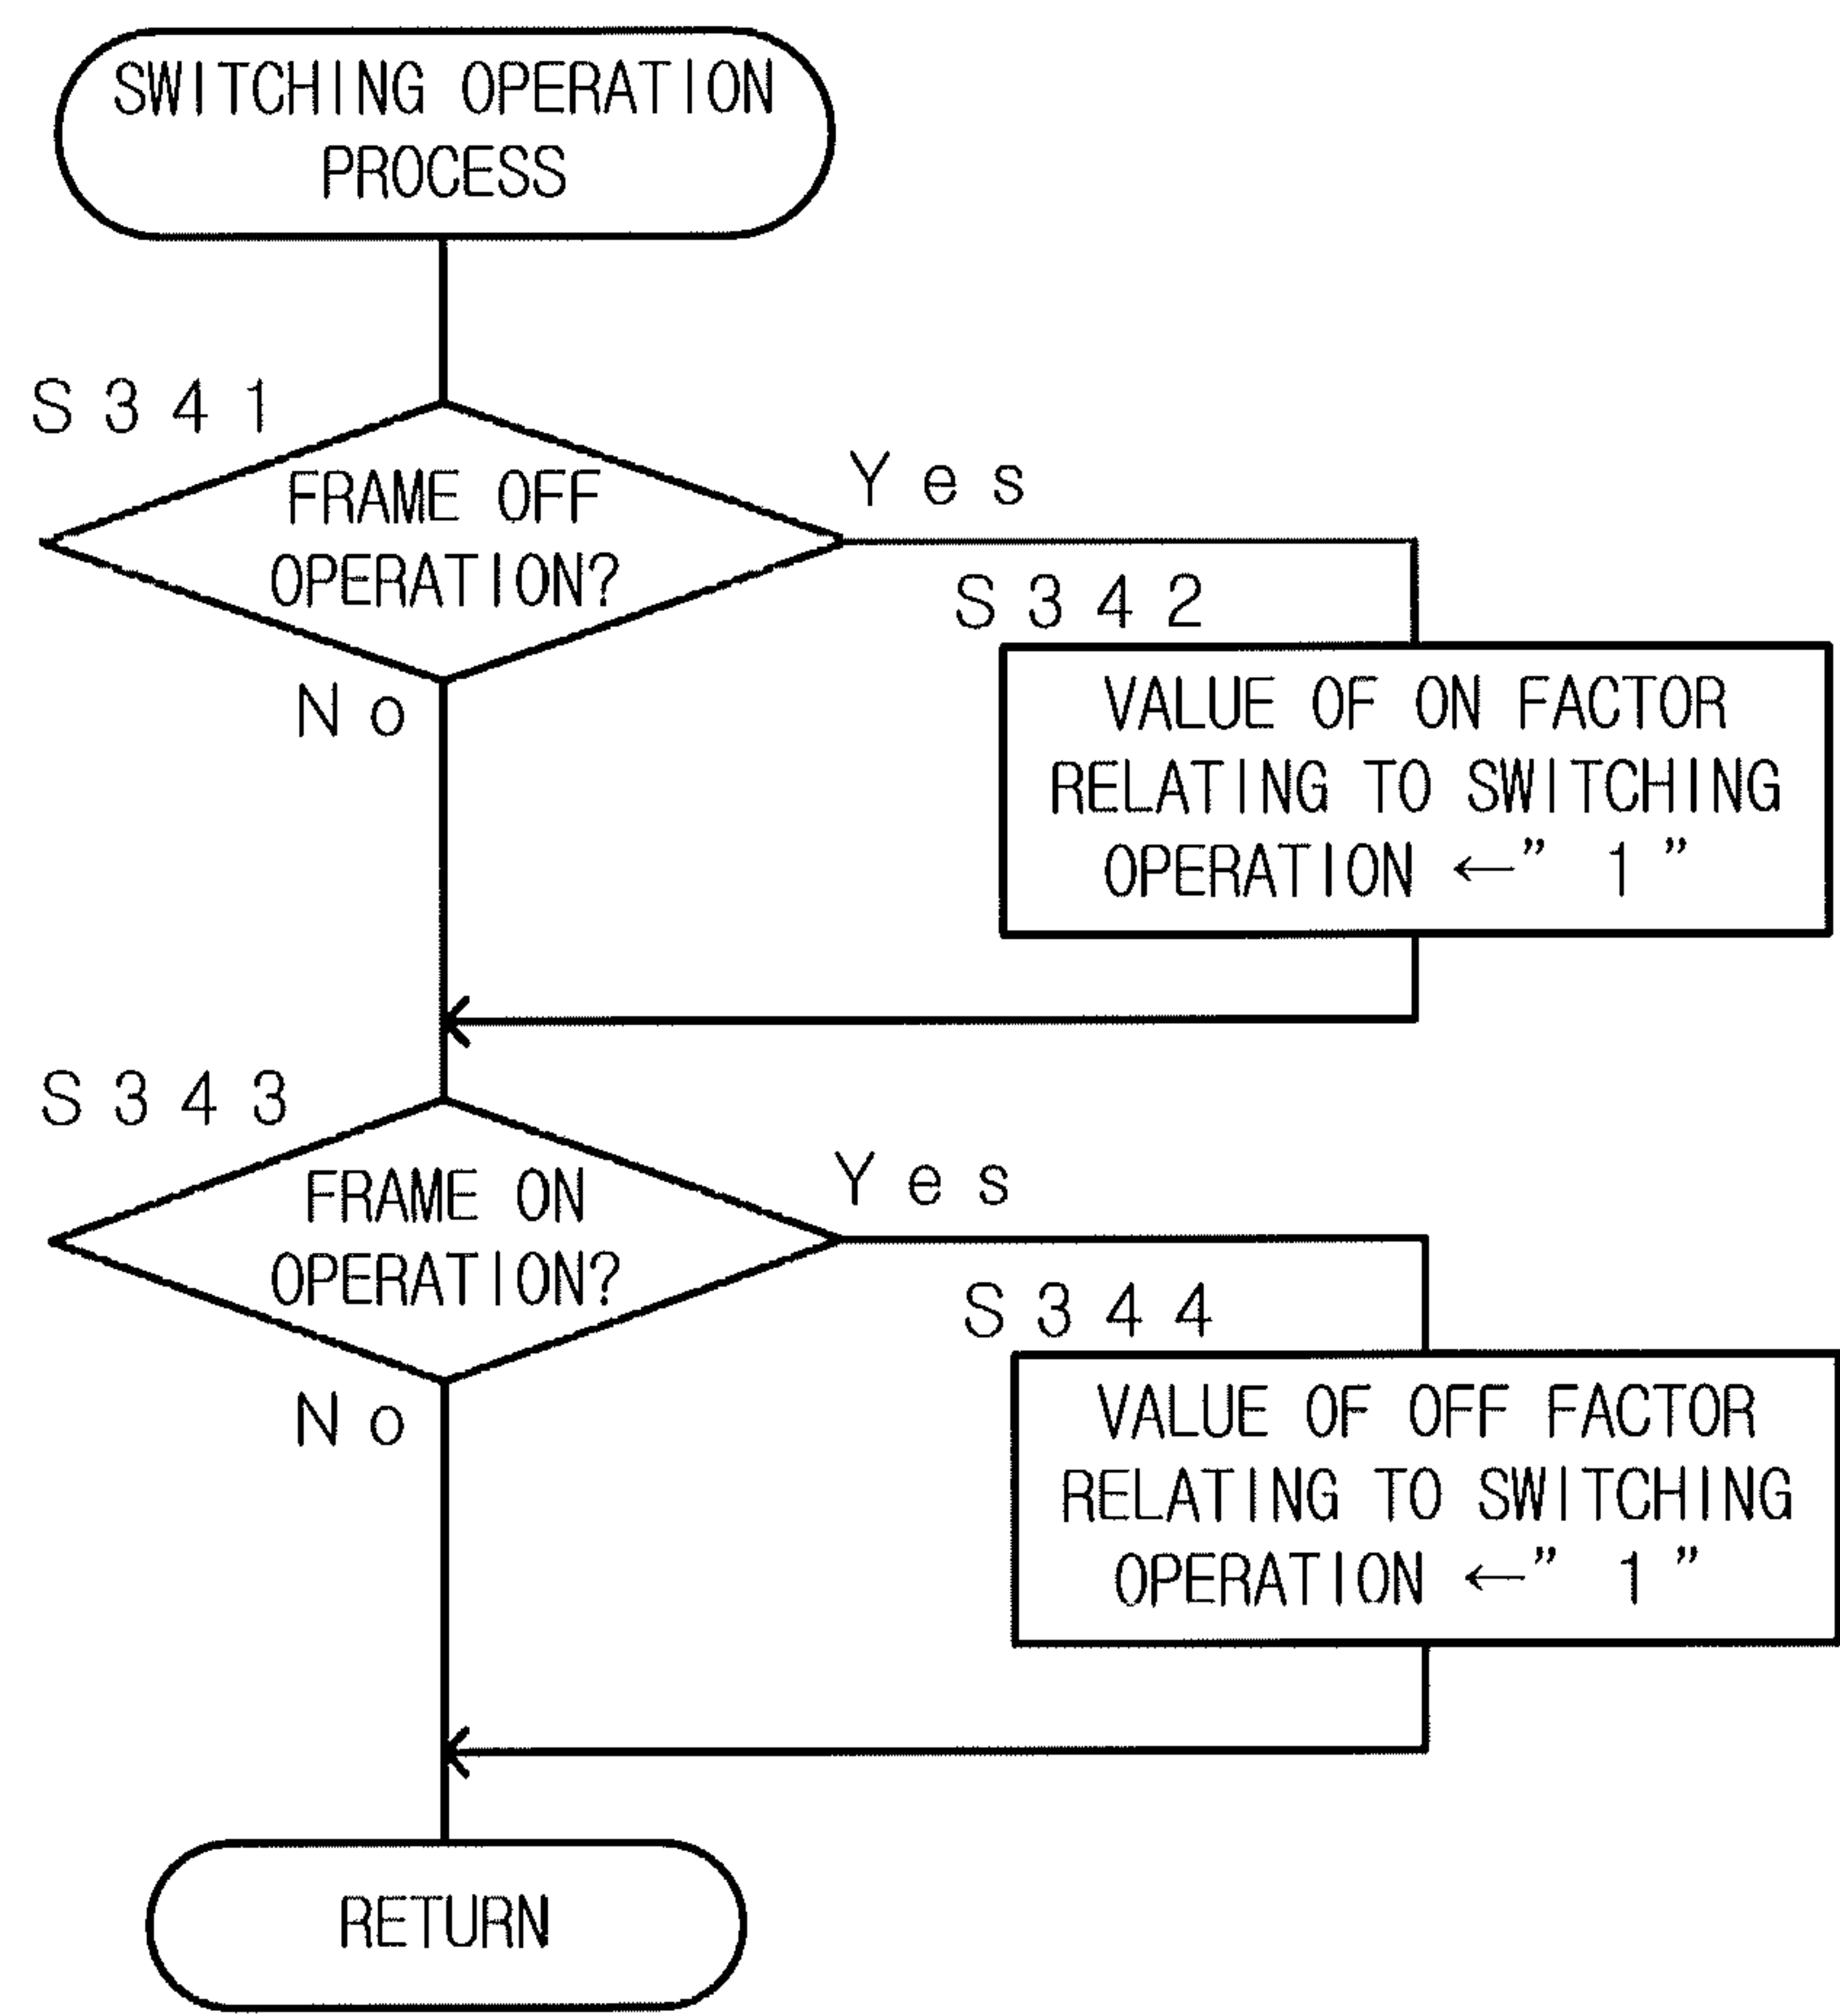 SWITCHING OPERATION
PROCESS
S341
FRAME OFF
OPERATION?
Yes
No
S342
VALUE OF ON FACTOR
RELATING TO SWITCHING
OPERATION ←” 1 ”
S343
FRAME ON
OPERATION?
Yes
No
S344
VALUE OF OFF FACTOR
RELATING TO SWITCHING
OPERATION ←” 1 ”
RETURN